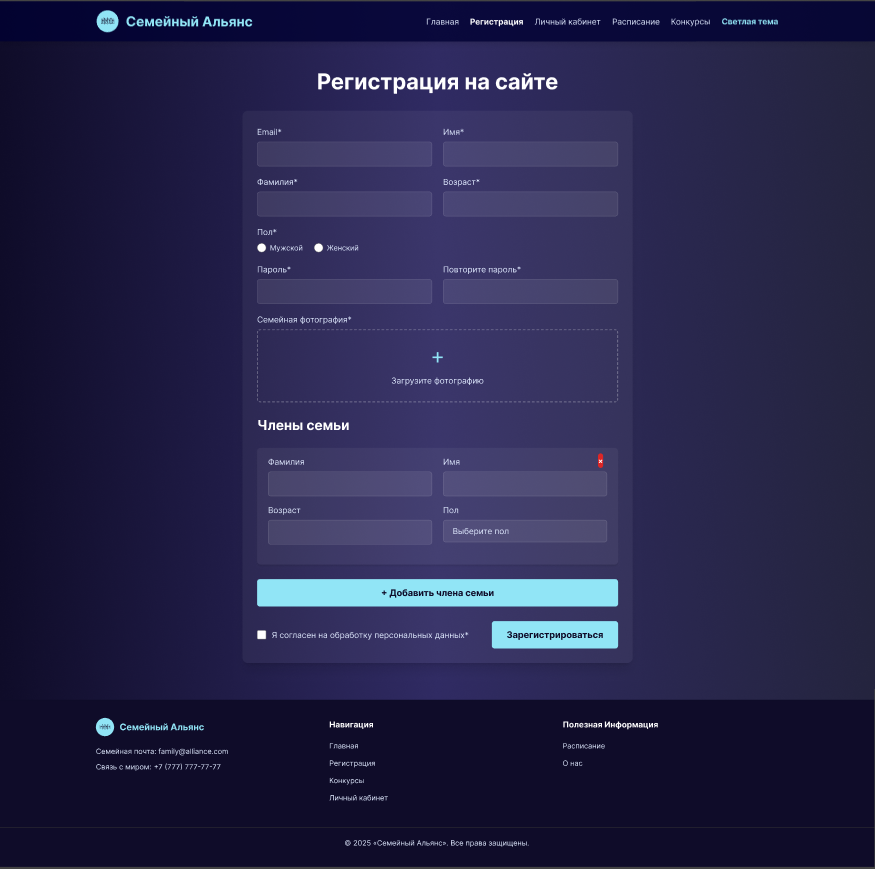 Семейный Альянс
Главная Регистрация Личный кабинет Расписание Конкурсы Светлая тема
Регистрация на сайте
Email* Имя*
Фамилия* Возраст*
Пол*
Мужской Женский
Пароль* Повторите пароль*
Семейная фотография*
+
Загрузите фотографию
Члены семьи
Фамилия Имя ×
Возраст Пол
Выберите пол
+ Добавить члена семьи
Я согласен на обработку персональных данных* Зарегистрироваться
Семейный Альянс Навигация Полезная Информация
Семейная почта: family@alliance.com Главная Расписание
Связь с миром: +7 (777) 777-77-77 Регистрация О нас
Конкурсы
Личный кабинет
© 2025 «Семейный Альянс». Все права защищены.